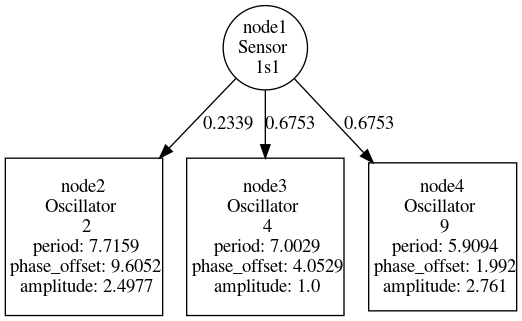 node1
Sensor
1s1
0.2339
0.6753
0.6753
node2
Oscillator
2
period: 7.7159
phase_offset: 9.6052
amplitude: 2.4977
node3
Oscillator
4
period: 7.0029
phase_offset: 4.0529
amplitude: 1.0
node4
Oscillator
9
period: 5.9094
phase_offset: 1.992
amplitude: 2.761